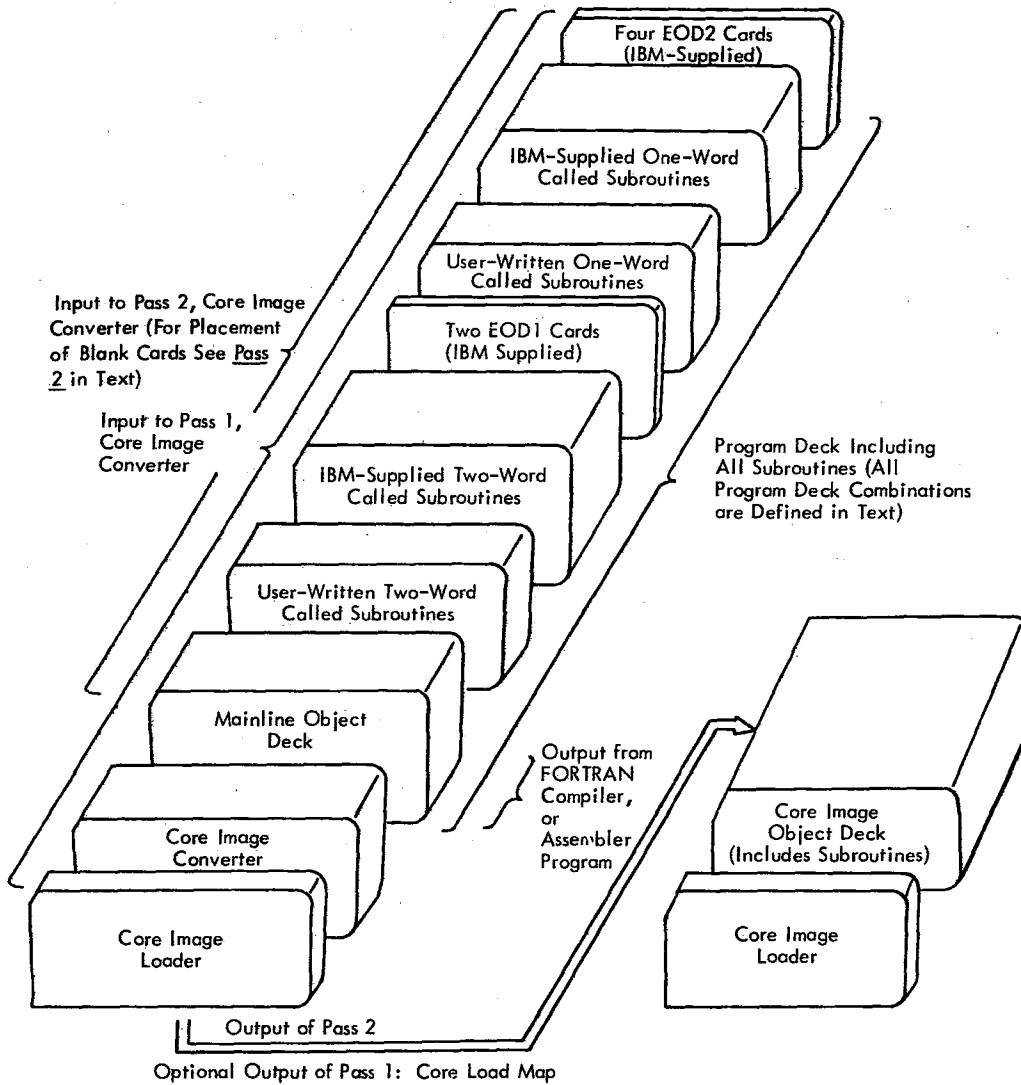 Four EOD2 Cards
(IBM-Supplied)
IBM-Supplied One-Word
Called Subroutines
User-Written One-Word
Called Subroutines
Input to Pass 2, Core Image
Converter (For Placement
of Blank Cards See Pass
2 in Text)
Two EOD1 Cards
(IBM Supplied)
Input to Pass 1,
Core Image
Converter
IBM-Supplied Two-Word
Called Subroutines
Program Deck Including
All Subroutines (All
Program Deck Combinations
are Defined in Text)
User-Written Two-Word
Called Subroutines
Mainline Object
Deck
Output from
FORTRAN
Compiler,
or
Assembler
Program
Core Image
Converter
Core Image
Object Deck
(Includes Subroutines)
Core Image
Loader
Core Image
Loader
Output of Pass 2
Optional Output of Pass 1: Core Load Map